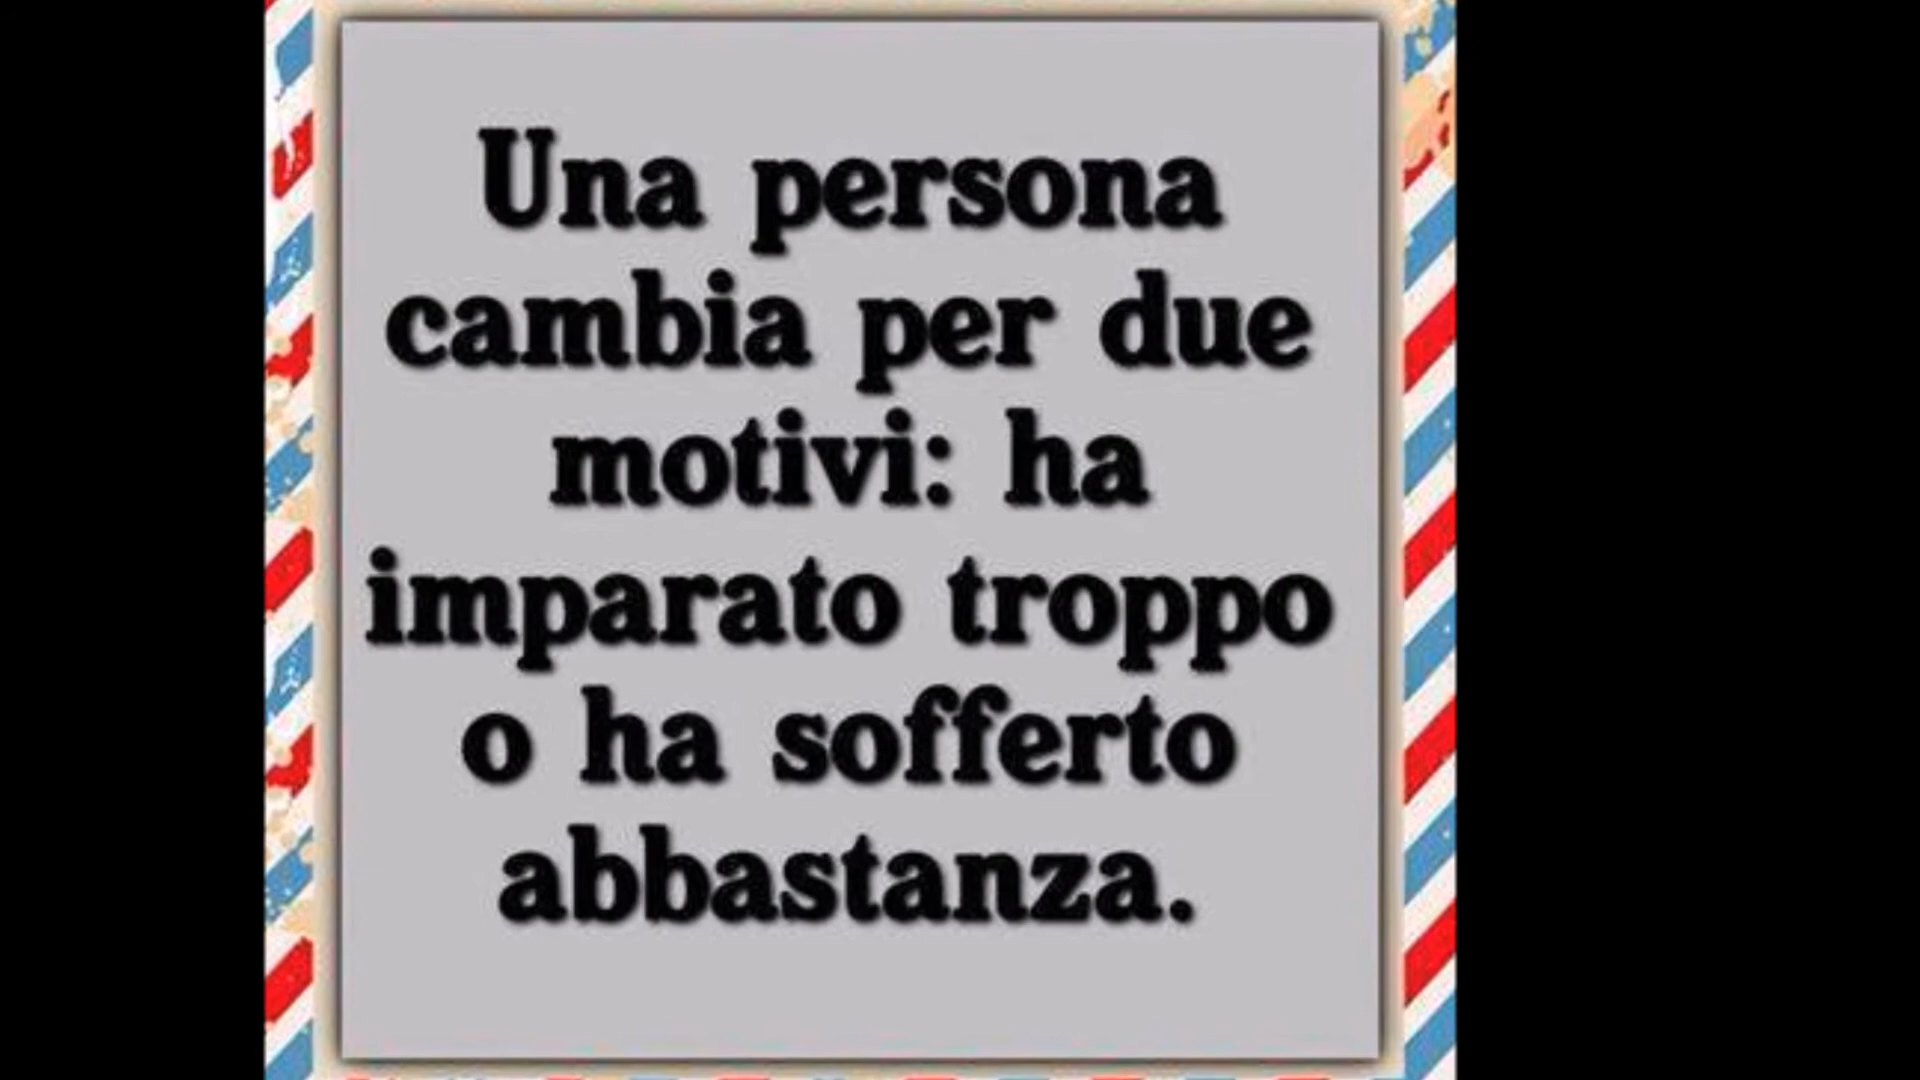 Una persona
cambia per due
motivi: ha
imparato troppo
o ha sofferto
abbastanza.